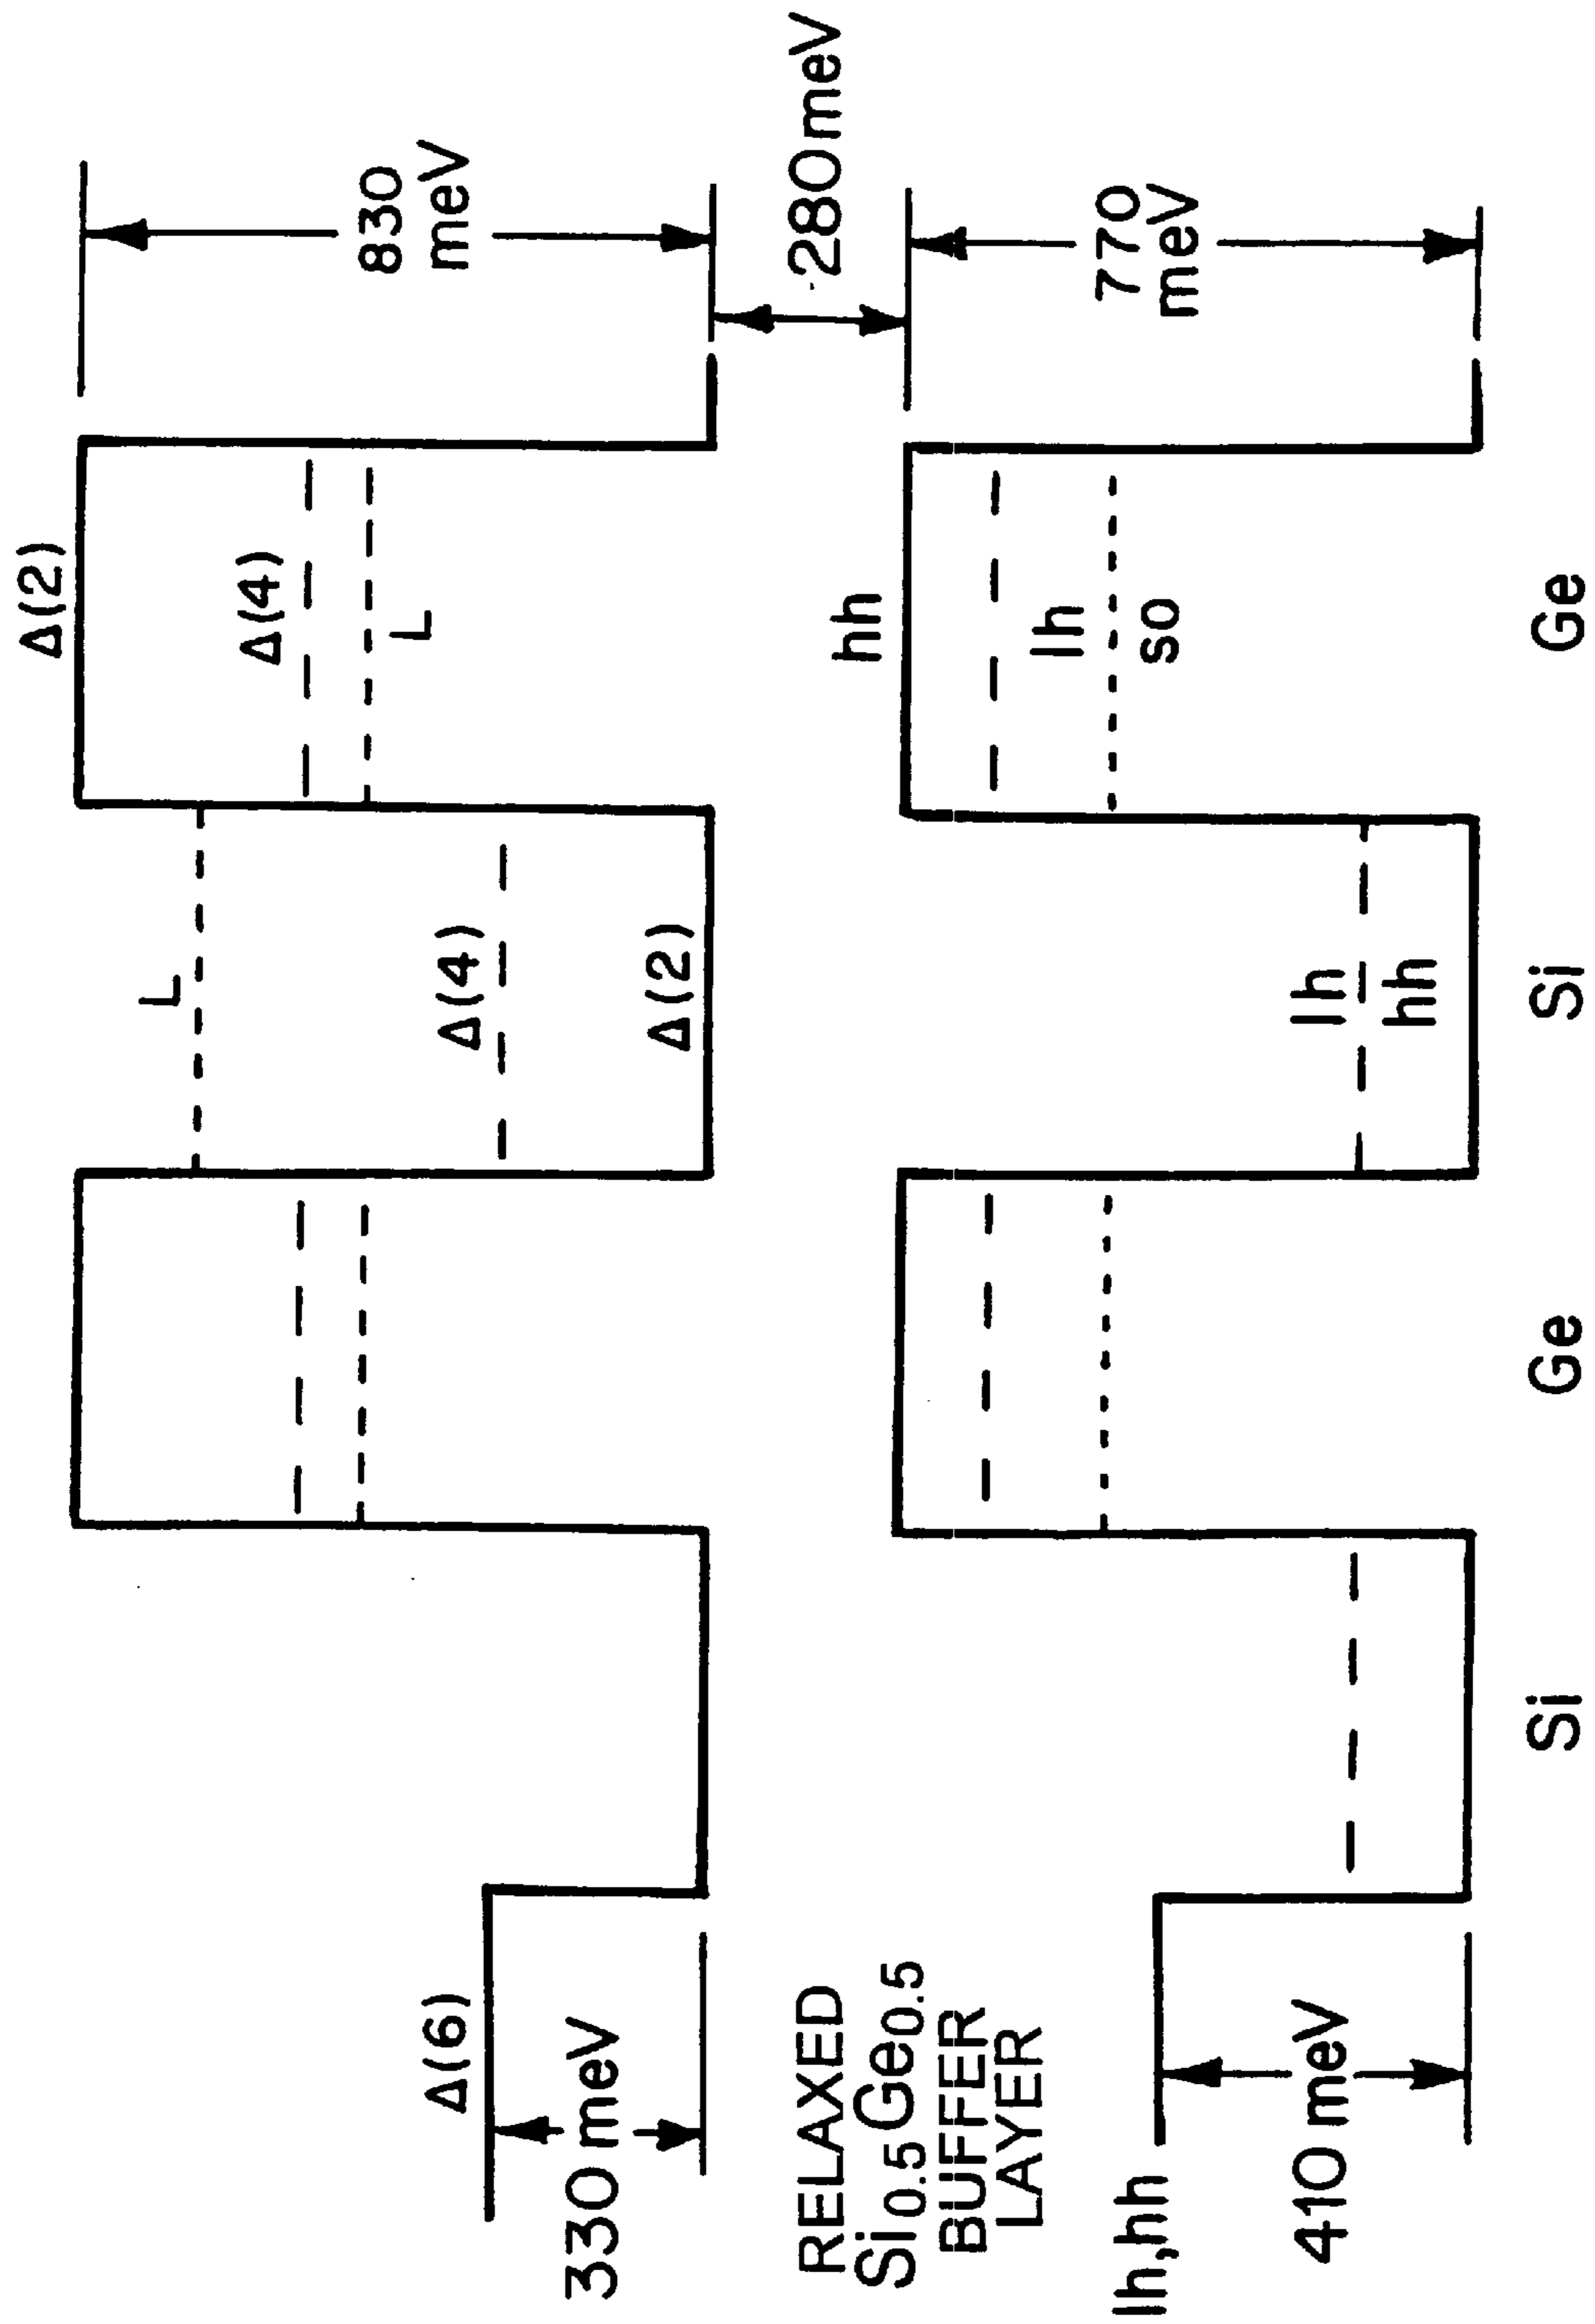 Δ(2)
Δ(4)
L
830
meV
280meV
L
Δ(4)
Δ(2)
Δ(6)
330 meV
RELAXED
Si0.5Ge0.5
BUFFER
LAYER
hh
lh
so
770
meV
lh
hh
lh,hh
410 meV
Si
Ge
Si
Ge